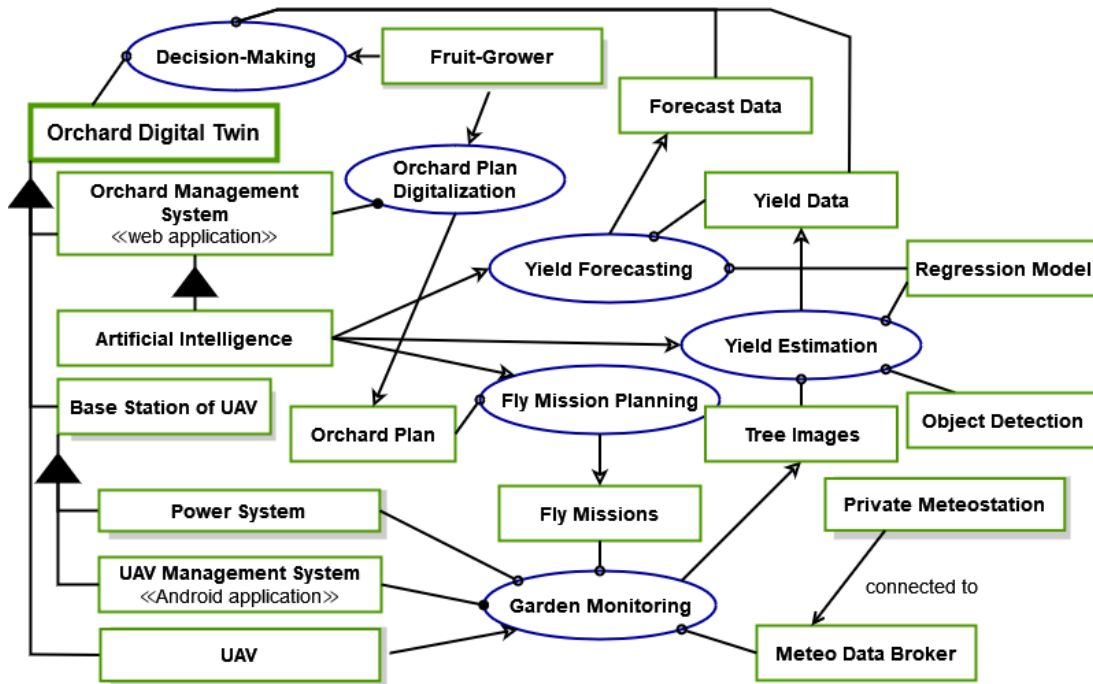 Decision-Making
Fruit-Grower
Forecast Data
Orchard Digital Twin
Orchard Plan
Digitalization
Orchard Management
System
≪web application≫
Yield Data
Yield Forecasting
Regression Model
Artificial Intelligence
Yield Estimation
Base Station of UAV
Fly Mission Planning
Orchard Plan
Tree Images
Object Detection
Power System
Fly Missions
Private Meteostation
UAV Management System
≪Android application≫
Garden Monitoring
connected to
UAV
Meteo Data Broker